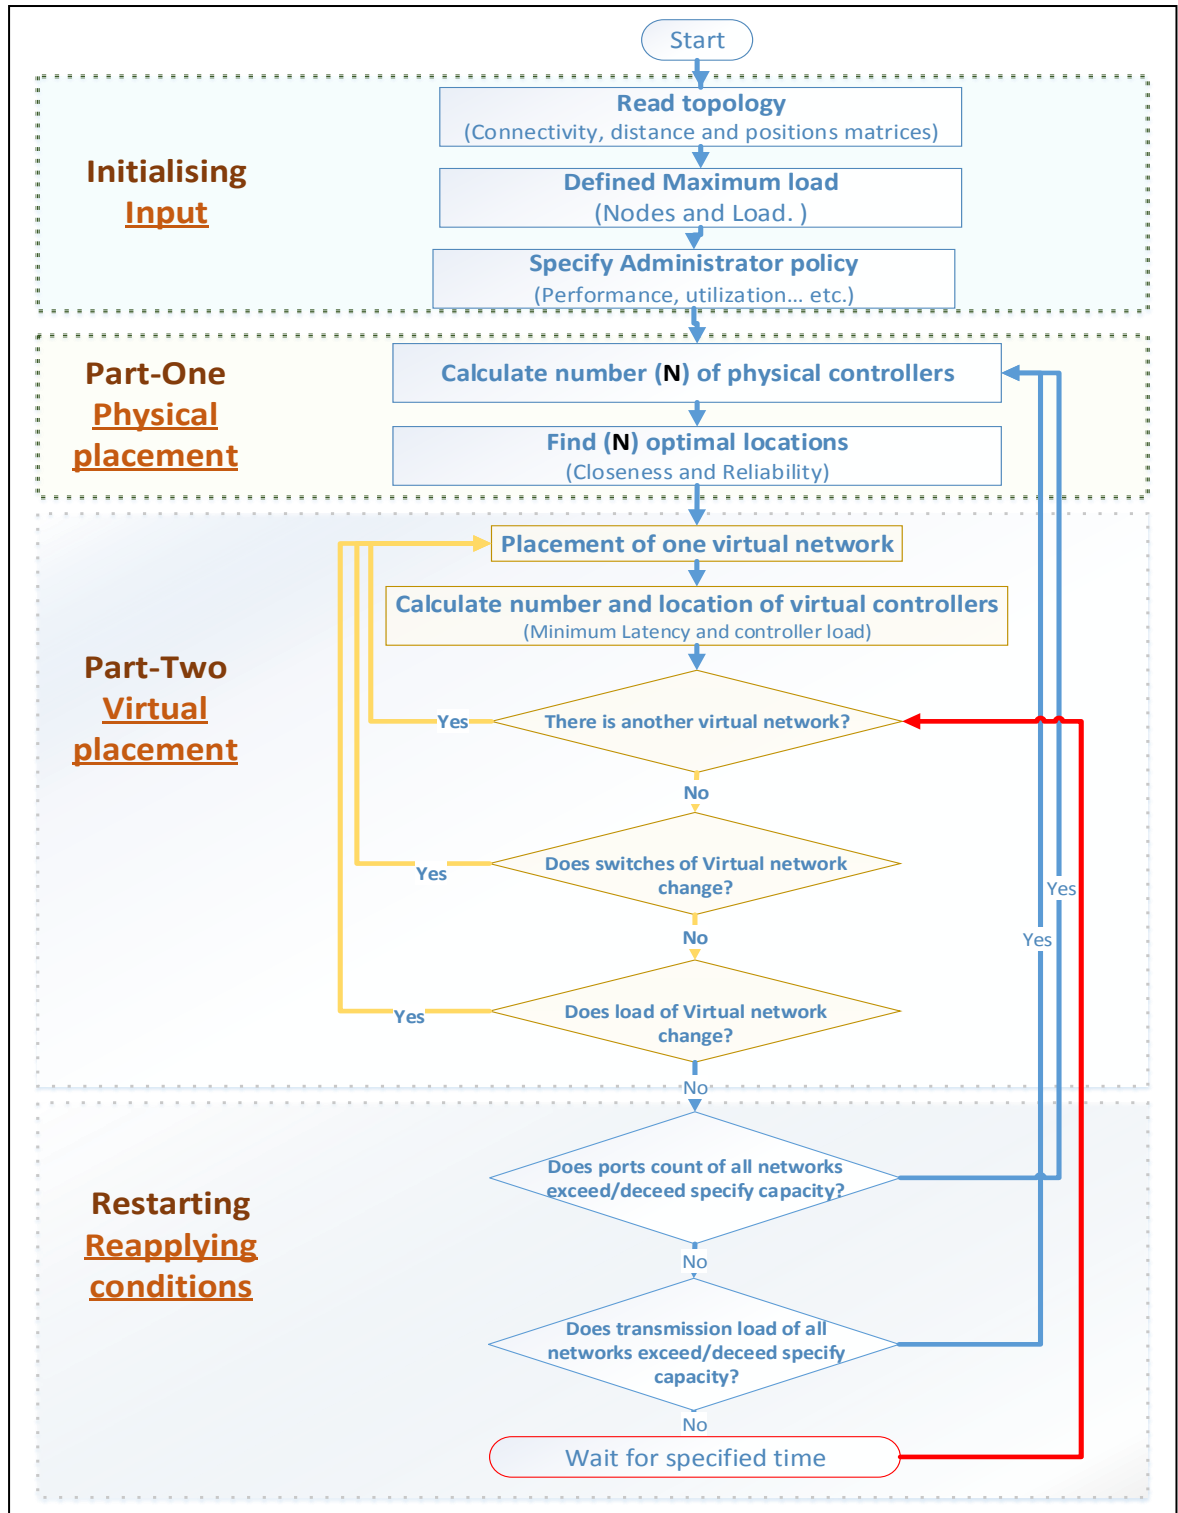 Start
Initialising
Input
Read topology
(Connectivity, distance and positions matrices)
Defined Maximum load
(Nodes and Load. )
Specify Administrator policy
(Performance, utilization... etc.)
Part-One
Physical
placement
Calculate number (N) of physical controllers
Find (N) optimal locations
(Closeness and Reliability)
Part-Two
Virtual
placement
Placement of one virtual network
Calculate number and location of virtual controllers
(Minimum Latency and controller load)
There is another virtual network?
Yes
No
Does switches of Virtual network
change?
Yes
No
Does load of Virtual network
change?
Yes
No
Yes
Yes
Restarting
Reapplying
conditions
Does ports count of all networks
exceed/deceed specify capacity?
No
Does transmission load of all
networks exceed/deceed specify
capacity?
No
Wait for specified time